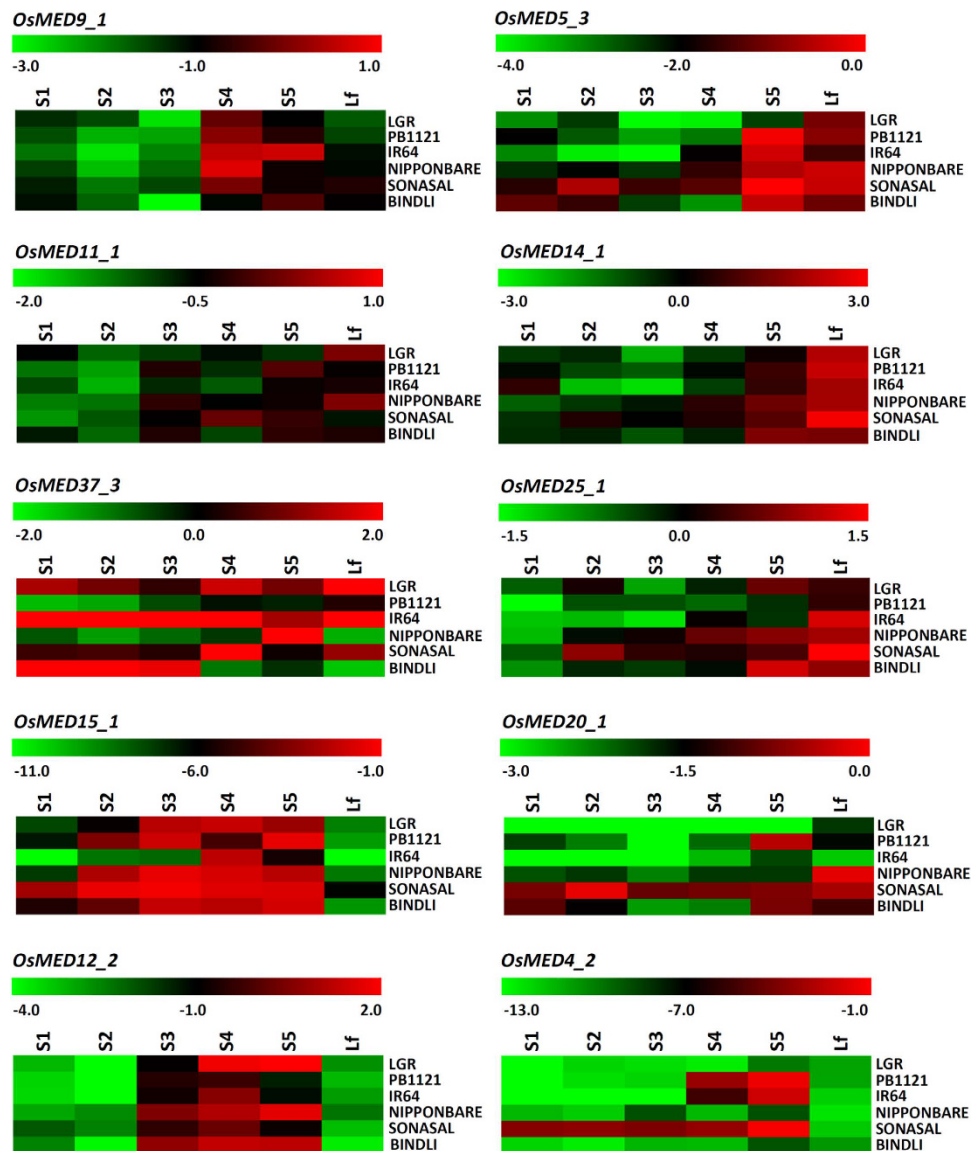 OsMED9_1
-3.0 -1.0 1.0
S1 S2 S3 S4 S5 Lf
LGR
PB1121
IR64
NIPPONBARE
SONASAL
BINDLI
OsMED5_3
-4.0 -2.0 0.0
S1 S2 S3 S4 S5 Lf
LGR
PB1121
IR64
NIPPONBARE
SONASAL
BINDLI
OsMED11_1
-2.0 -0.5 1.0
S1 S2 S3 S4 S5 Lf
LGR
PB1121
IR64
NIPPONBARE
SONASAL
BINDLI
OsMED14_1
-3.0 0.0 3.0
S1 S2 S3 S4 S5 Lf
LGR
PB1121
IR64
NIPPONBARE
SONASAL
BINDLI
OsMED37_3
-2.0 0.0 2.0
S1 S2 S3 S4 S5 Lf
LGR
PB1121
IR64
NIPPONBARE
SONASAL
BINDLI
OsMED25_1
-1.5 0.0 1.5
S1 S2 S3 S4 S5 Lf
LGR
PB1121
IR64
NIPPONBARE
SONASAL
BINDLI
OsMED15_1
-11.0 -6.0 -1.0
S1 S2 S3 S4 S5 Lf
LGR
PB1121
IR64
NIPPONBARE
SONASAL
BINDLI
OsMED20_1
-3.0 -1.5 0.0
S1 S2 S3 S4 S5 Lf
LGR
PB1121
IR64
NIPPONBARE
SONASAL
BINDLI
OsMED12_2
-4.0 -1.0 2.0
S1 S2 S3 S4 S5 Lf
LGR
PB1121
IR64
NIPPONBARE
SONASAL
BINDLI
OsMED4_2
-13.0 -7.0 -1.0
S1 S2 S3 S4 S5 Lf
LGR
PB1121
IR64
NIPPONBARE
SONASAL
BINDLI